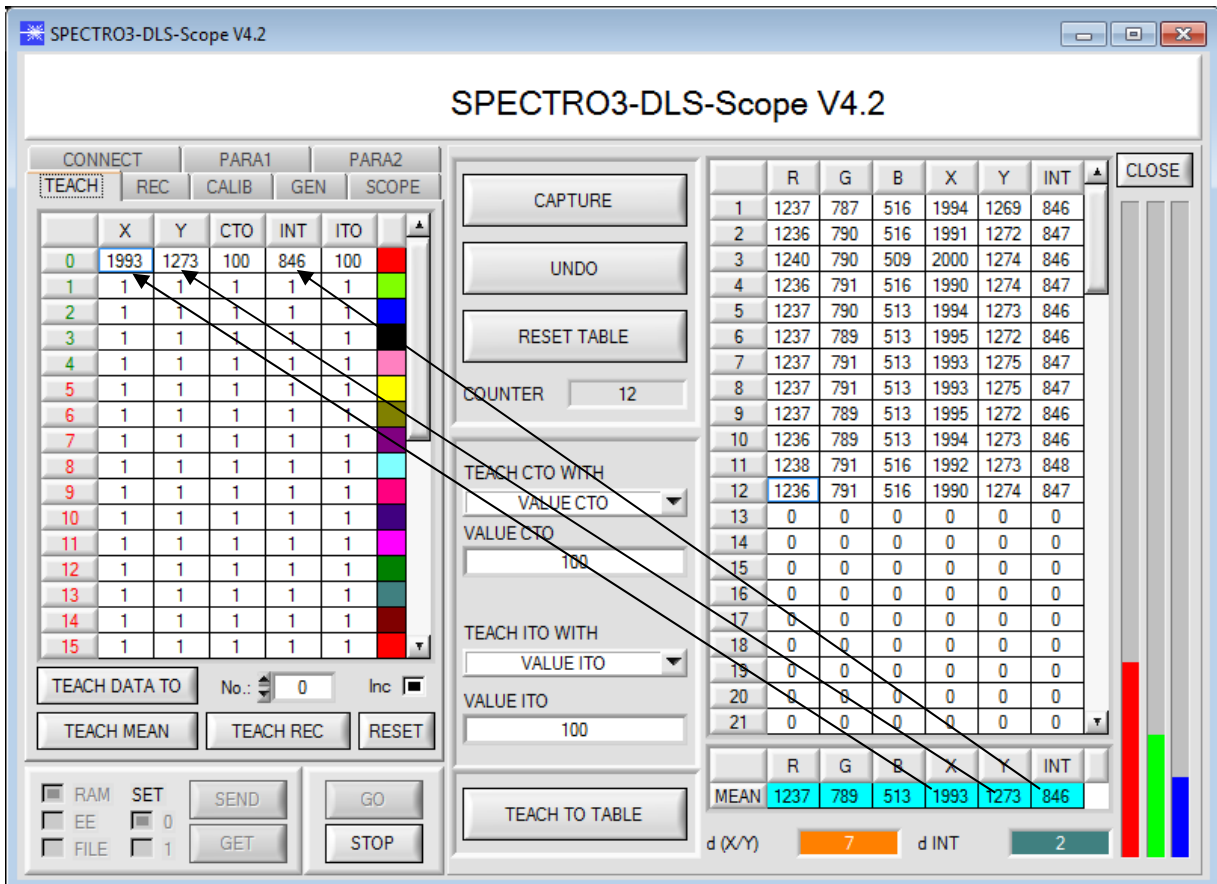 SPECTRO3-DLS-Scope V4.2
SPECTRO3-DLS-Scope V4.2
CONNECT PARA1 PARA2
TEACH REC CALIB GEN SCOPE
X Y CTO INT ITO
0 1993 1273 100 846 100
1 1 1 1 1 1
2 1 1 1 1 1
3 1 1 1 1 1
4 1 1 1 1 1
5 1 1 1 1 1
6 1 1 1 1 1
7 1 1 1 1 1
8 1 1 1 1 1
9 1 1 1 1 1
10 1 1 1 1 1
11 1 1 1 1 1
12 1 1 1 1 1
13 1 1 1 1 1
14 1 1 1 1 1
15 1 1 1 1 1
TEACH DATA TO No.: 0 Inc
TEACH MEAN TEACH REC RESET
RAM SET SEND GO
EE 0
FILE 1 GET STOP
CAPTURE
UNDO
RESET TABLE
COUNTER 12
TEACH CTO WITH
VALUE CTO
VALUE CTO
100
TEACH ITO WITH
VALUE ITO
VALUE ITO
100
TEACH TO TABLE
R G B X Y INT
1 1237 787 516 1994 1269 846
2 1236 790 516 1991 1272 847
3 1240 790 509 2000 1274 846
4 1236 791 516 1990 1274 847
5 1237 790 513 1994 1273 846
6 1237 789 513 1995 1272 846
7 1237 791 513 1993 1275 847
8 1237 791 513 1993 1275 847
9 1237 789 513 1995 1272 846
10 1236 789 513 1994 1273 846
11 1238 791 516 1992 1273 848
12 1236 791 516 1990 1274 847
13 0 0 0 0 0 0
14 0 0 0 0 0 0
15 0 0 0 0 0 0
16 0 0 0 0 0 0
17 0 0 0 0 0 0
18 0 0 0 0 0 0
19 0 0 0 0 0 0
20 0 0 0 0 0 0
21 0 0 0 0 0 0
R G B X Y INT
MEAN 1237 789 513 1993 1273 846
d (X/Y) 7 d INT 2
CLOSE